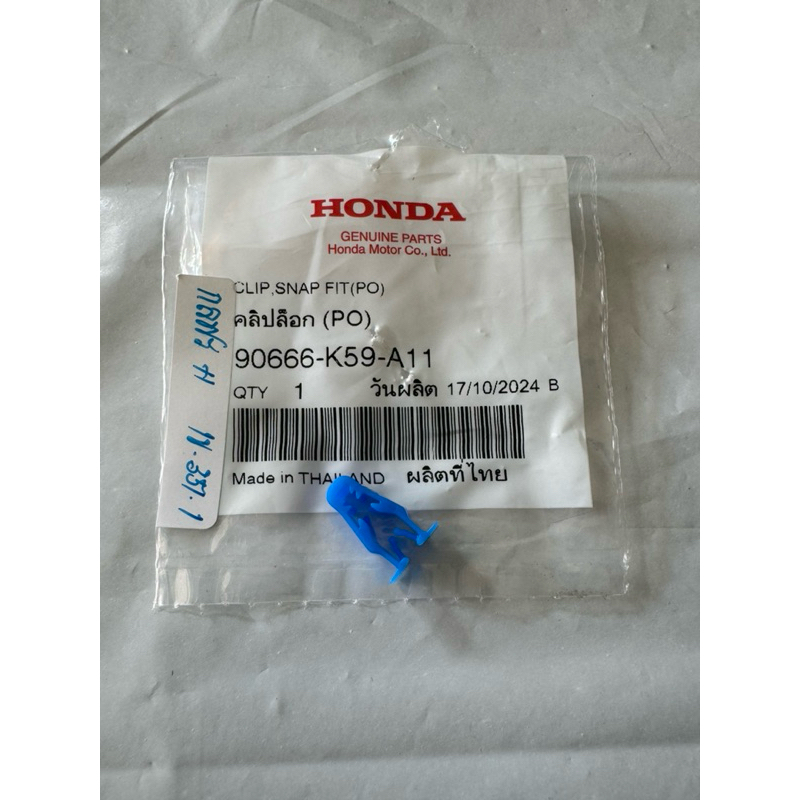 HONDA
GENUINE PARTS
Honda Motor Co., Ltd.
CLIP,SNAP FIT(PO)
คลิปล็อก (PO)
90666-K59-A11
QTY 1 วันผลิต 17/10/2024 B
Made in THAILAND ผลิตที่ไทย